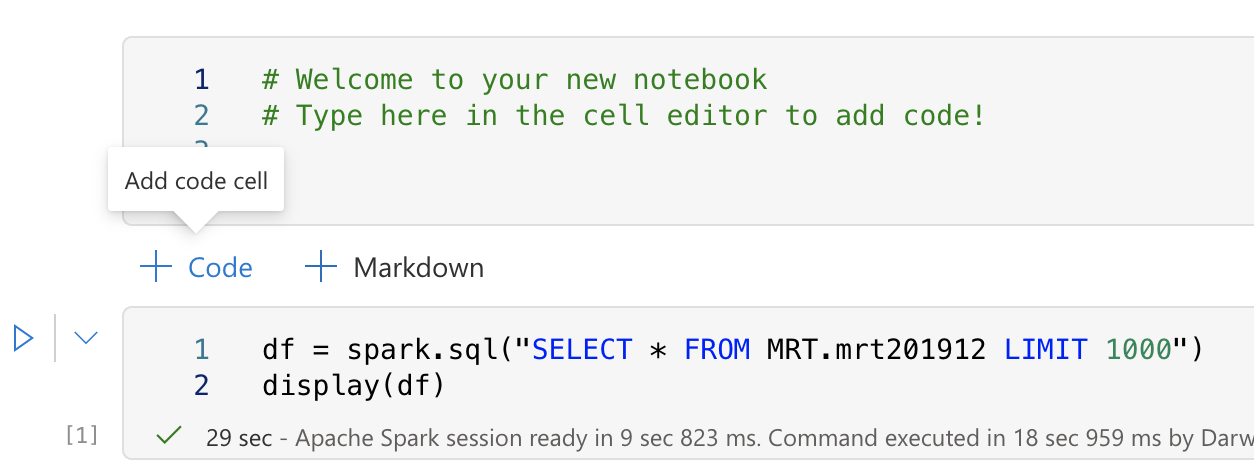 1 # Welcome to your new notebook
2 # Type here in the cell editor to add code!
Add code cell
Code
Markdown
1 df = spark.sql("SELECT * FROM MRT.mrt201912 LIMIT 1000")
2 display(df)
[1]
29 sec - Apache Spark session ready in 9 sec 823 ms. Command executed in 18 sec 959 ms by Darw